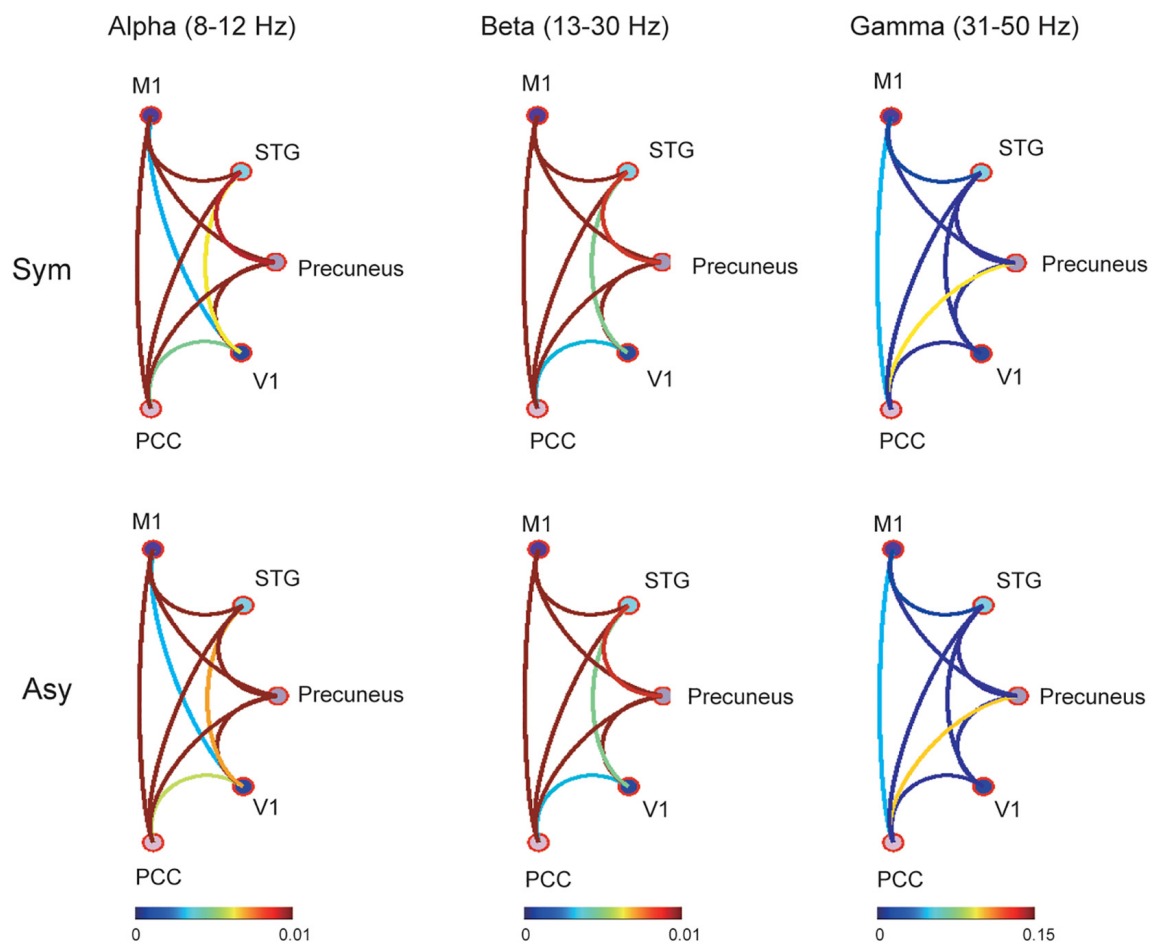 Alpha (8-12 Hz)
Beta (13-30 Hz)
Gamma (31-50 Hz)
Sym
M1
STG
Precuneus
V1
PCC
M1
STG
Precuneus
V1
PCC
M1
STG
Precuneus
V1
PCC
Asy
M1
STG
Precuneus
V1
PCC
M1
STG
Precuneus
V1
PCC
M1
STG
Precuneus
V1
PCC
0 0.01
0 0.01
0 0.15